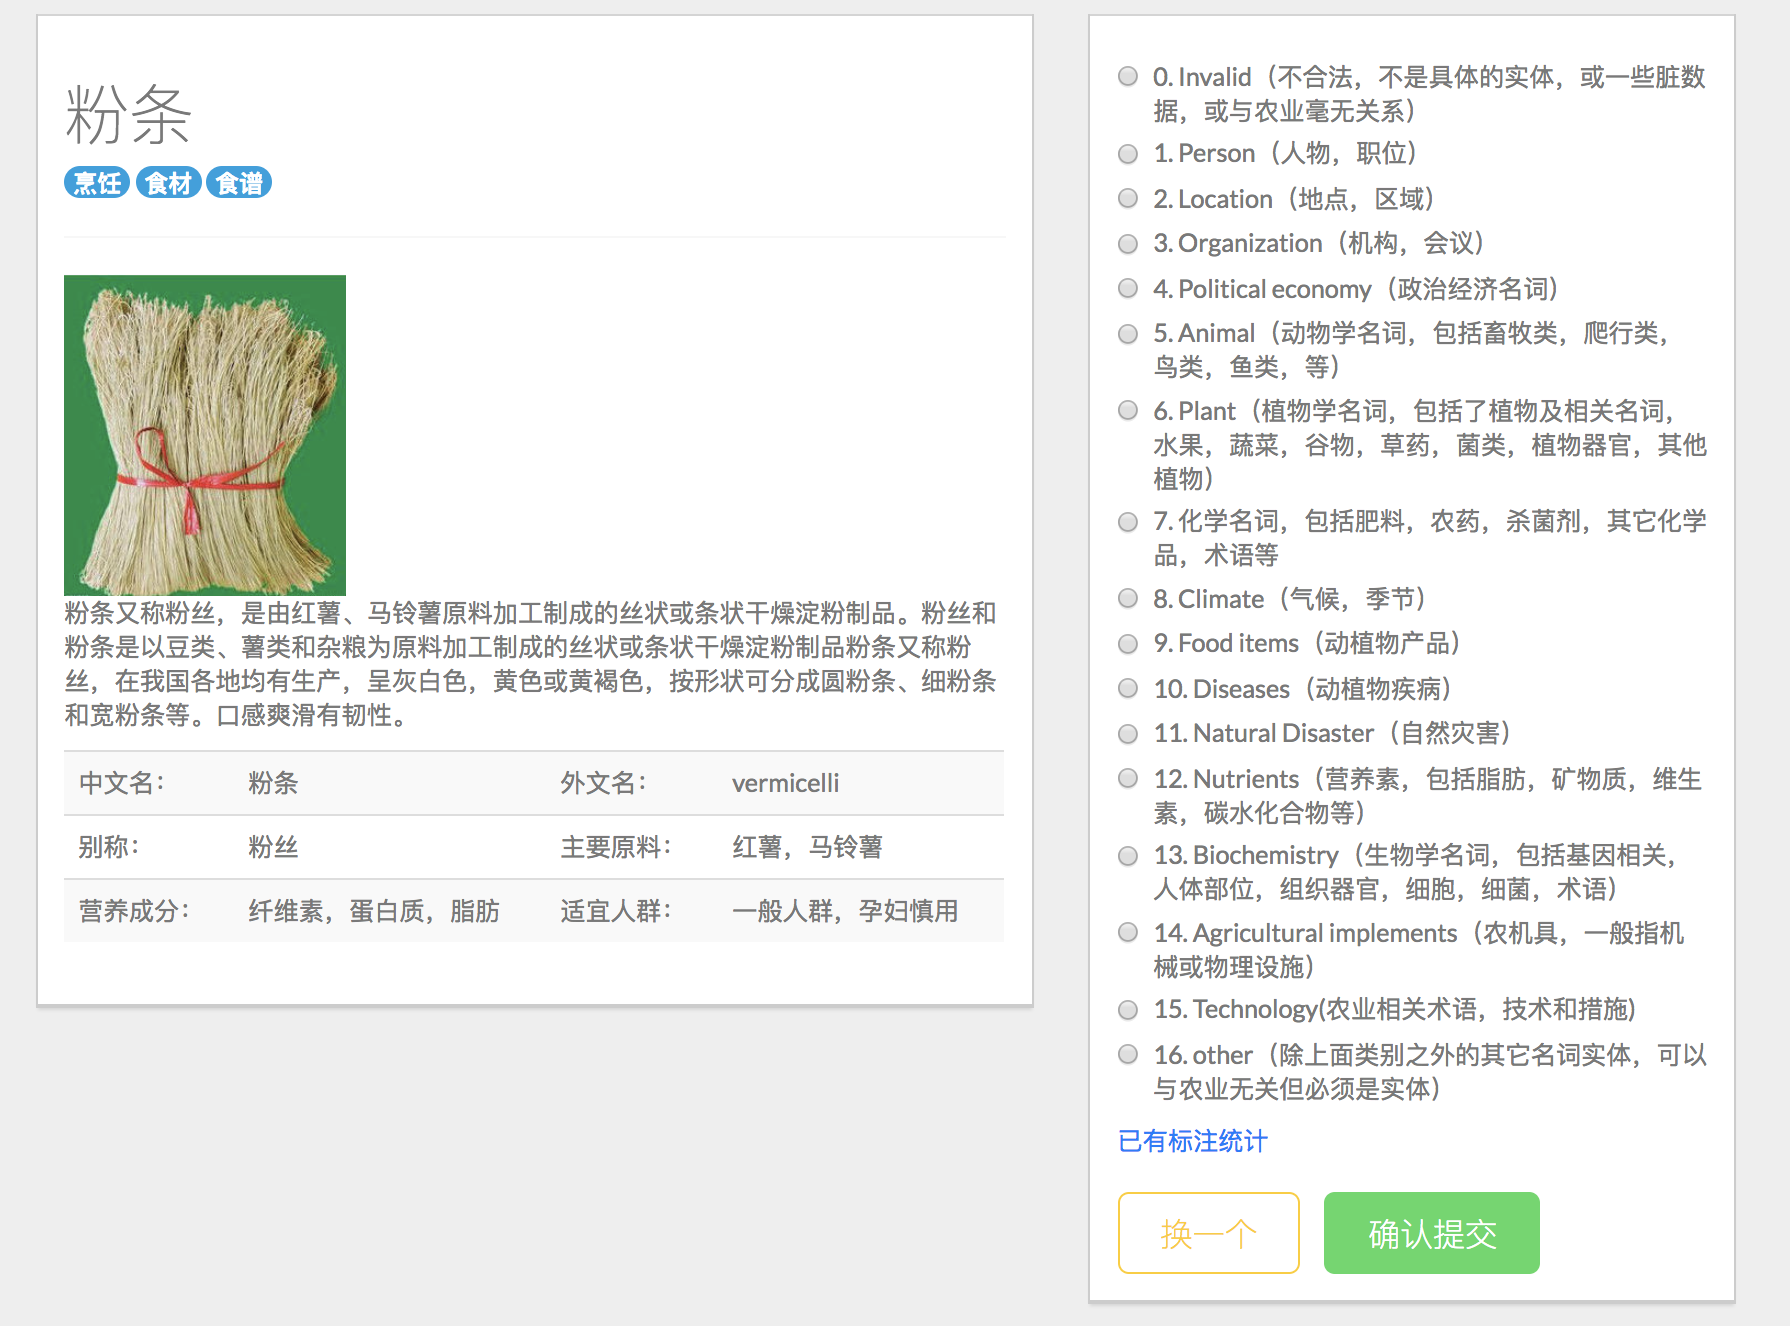 粉条
烹饪 食材 食谱
粉条又称粉丝，是由红薯、马铃薯原料加工制成的丝状或条状干燥淀粉制品。粉丝和
粉条是以豆类、薯类和杂粮为原料加工制成的丝状或条状干燥淀粉制品粉条又称粉
丝，在我国各地均有生产，呈灰白色，黄色或黄褐色，按形状可分成圆粉条、细粉条
和宽粉条等。口感爽滑有韧性。
中文名： 粉条 外文名： vermicelli
别称： 粉丝 主要原料： 红薯，马铃薯
营养成分： 纤维素，蛋白质，脂肪 适宜人群： 一般人群，孕妇慎用
0. Invalid（不合法，不是具体的实体，或一些脏数
据，或与农业毫无关系）
1. Person（人物，职位）
2. Location（地点，区域）
3. Organization（机构，会议）
4. Political economy（政治经济名词）
5. Animal（动物学名词，包括畜牧类，爬行类，
鸟类，鱼类，等）
6. Plant（植物学名词，包括了植物及相关名词，
水果，蔬菜，谷物，草药，菌类，植物器官，其他
植物）
7. 化学名词，包括肥料，农药，杀菌剂，其它化学
品，术语等
8. Climate（气候，季节）
9. Food items（动植物产品）
10. Diseases（动植物疾病）
11. Natural Disaster（自然灾害）
12. Nutrients（营养素，包括脂肪，矿物质，维生
素，碳水化合物等）
13. Biochemistry（生物学名词，包括基因相关，
人体部位，组织器官，细胞，细菌，术语）
14. Agricultural implements（农机具，一般指机
械或物理设施）
15. Technology(农业相关术语，技术和措施)
16. other（除上面类别之外的其它名词实体，可以
与农业无关但必须是实体）
已有标注统计
换一个 确认提交